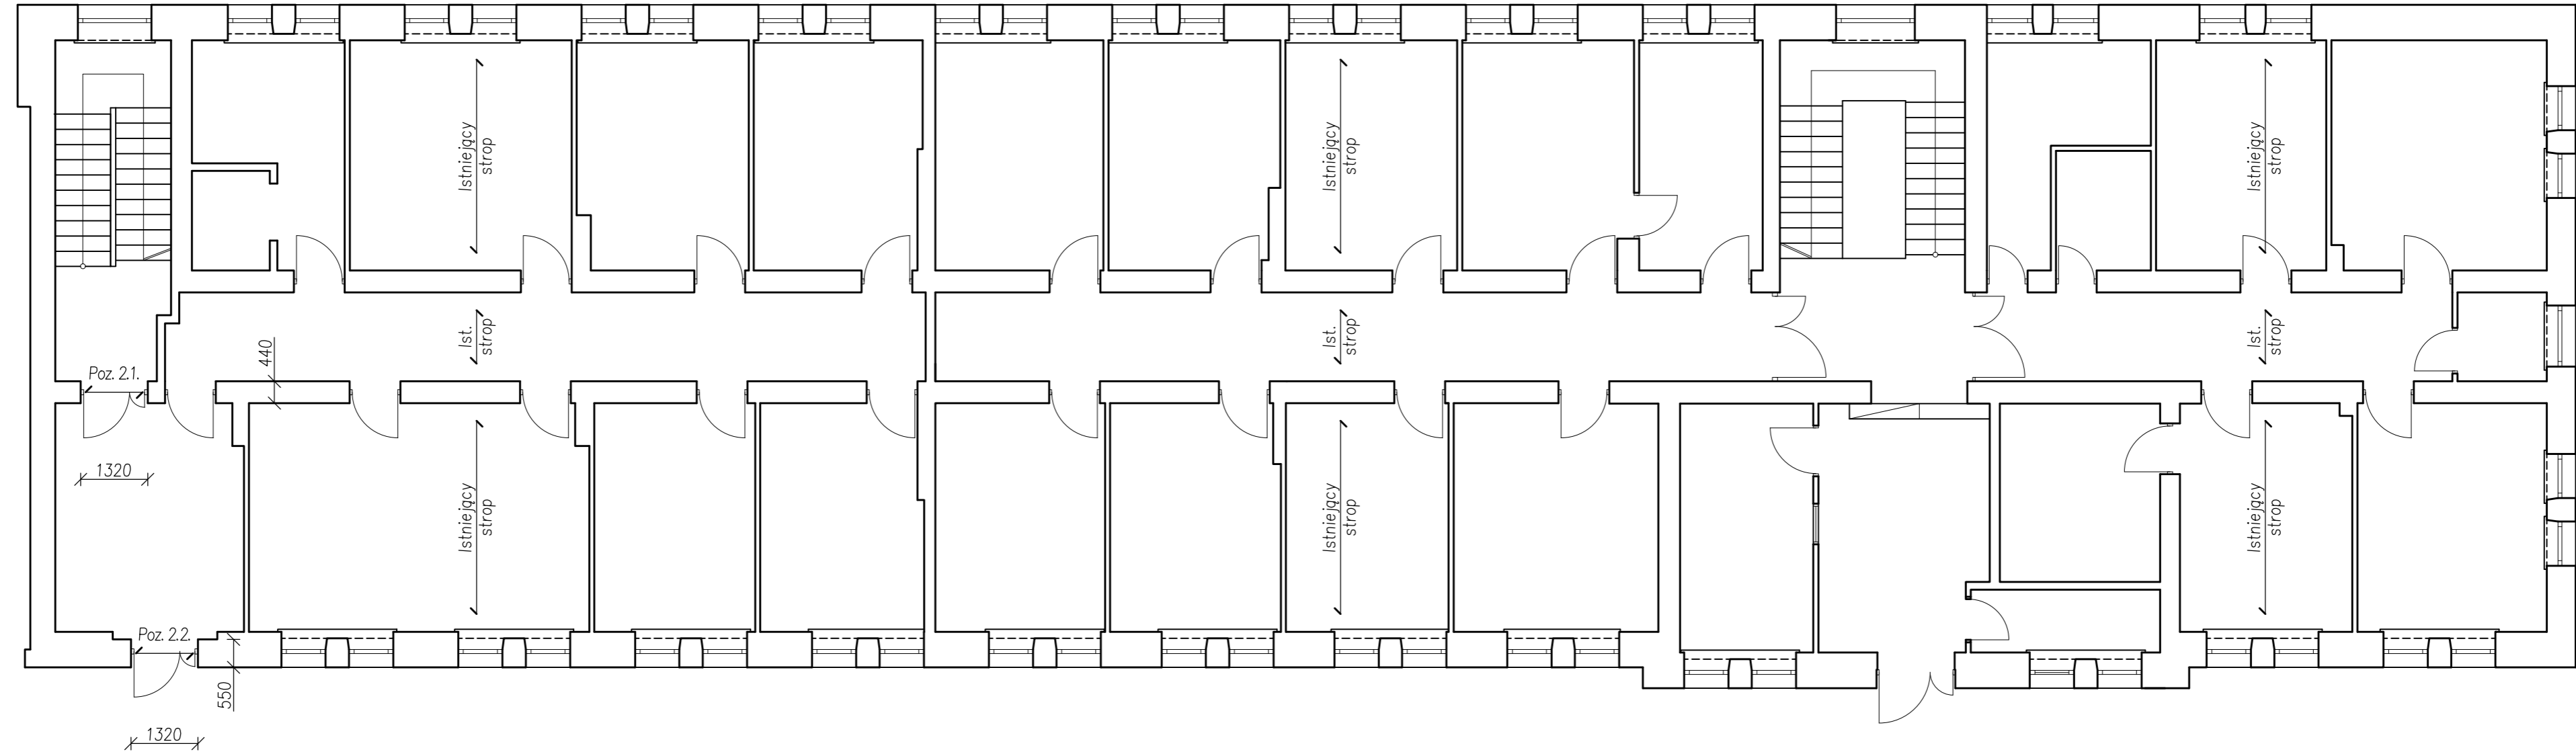 Istniejący
strop
Istniejący
strop
Istniejący
strop
Ist.
strop
Ist.
strop
Ist.
strop
440
Poz. 2.1.
1320
Istniejący
strop
Istniejący
strop
Istniejący
strop
Poz. 2.2.
550
1320